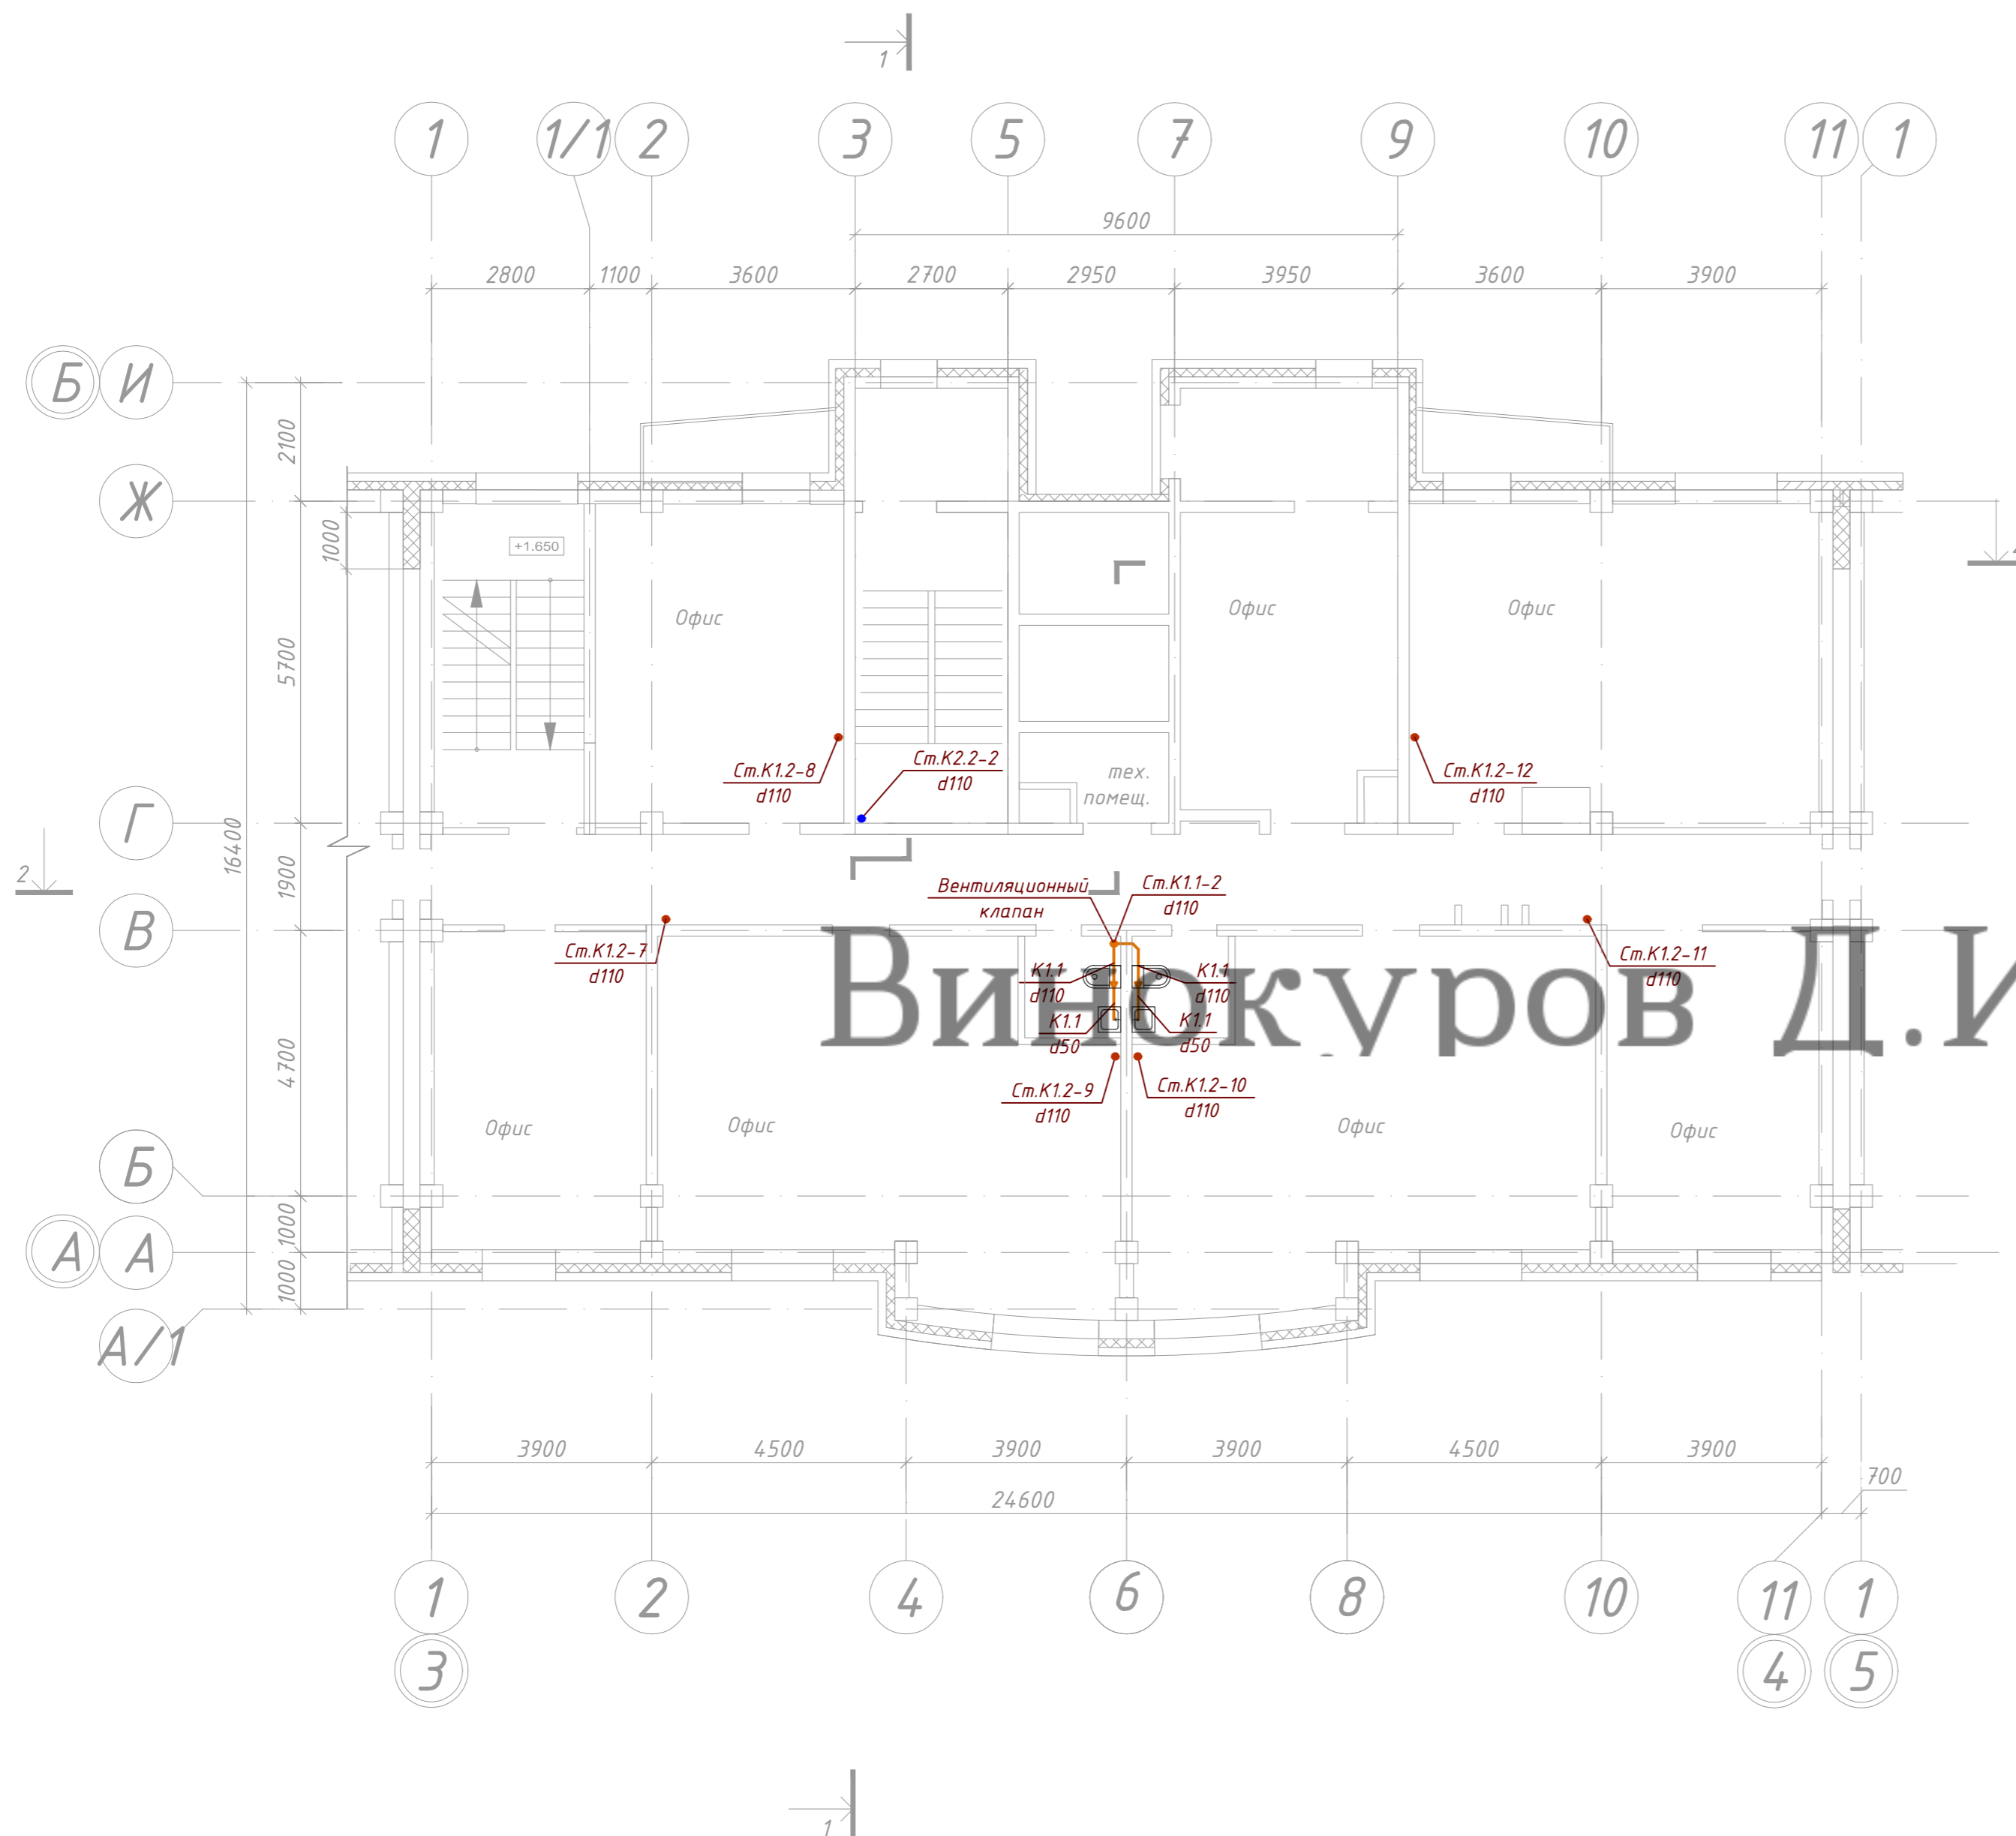 1
1 1/1 2 3 5 7 9 10 11 1
9600
2800 1100 3600 2700 2950 3950 3600 3900
Б И
2100
Ж
1000
+1.650
5700
Офис
Офис
Офис
Ст.К1.2-8
d110
Ст.К2.2-2
d110
тех.
помещ.
Ст.К1.2-12
d110
Г
16400
1900
2
Вентиляционный
клапан
Ст.К1.1-2
d110
В
Ст.К1.2-7
d110
К1.1
d110
К1.1
d110
Ст.К1.2-11
d110
Винокуров Д.И
К1.1
d50
К1.1
d50
4700
Ст.К1.2-9
d110
Ст.К1.2-10
d110
Офис
Офис
Офис
Офис
Б
1000
А А
1000
А/1
3900 4500 3900 3900 4500 3900
700
24600
1 2 4 6 8 10 11 1
3 4 5
1